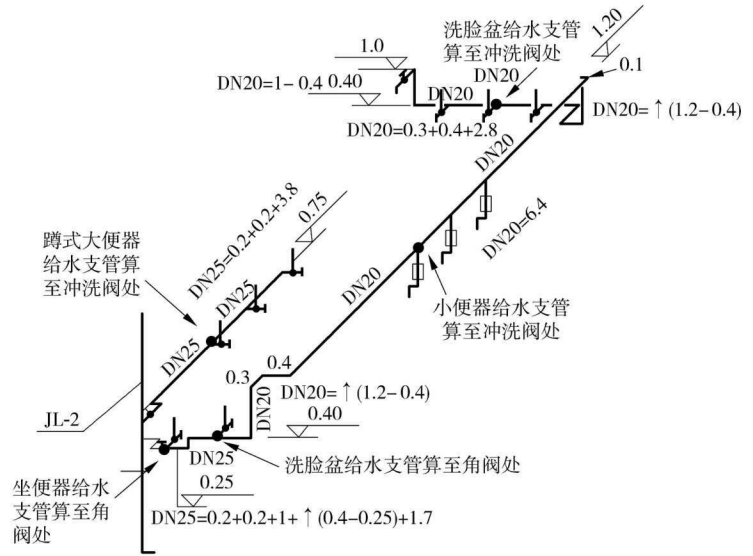 1.20
洗脸盆给水支管
算至冲洗阀处
1.0
0.1
DN20
DN20=1-0.4
0.40
DN20
DN20=↑(1.2-0.4)
DN20=0.3+0.4+2.8
DN20
DN25=0.2+0.2+3.8
0.75
DN20=6.4
蹲式大便器
给水支管算
至冲洗阀处
DN25
DN20
小便器给水支管
算至冲洗阀处
DN25
0.4
0.3
DN20=↑(1.2-0.4)
DN20
JL-2
0.40
DN25
洗脸盆给水支管算至角阀处
0.25
坐便器给水
支管算至角
阀处
DN25=0.2+0.2+1+↑(0.4-0.25)+1.7